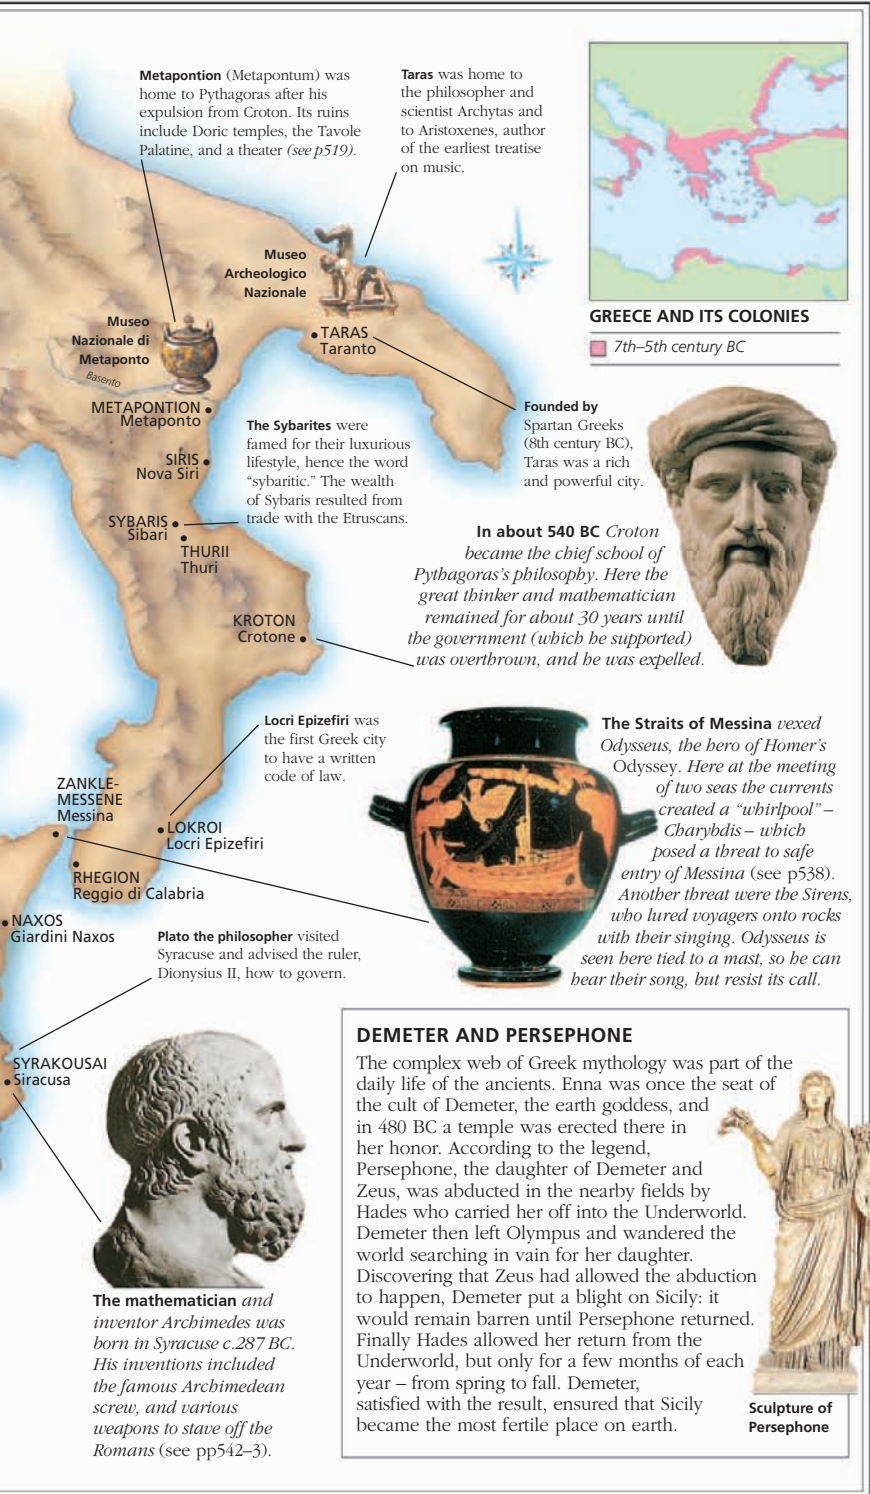 Metapontion (Metapontum) was
home to Pythagoras after his
expulsion from Croton. Its ruins
include Doric temples, the Tavole
Palatine, and a theater (see p519).
Taras was home to
the philosopher and
scientist Archytas and
to Aristoxenes, author
of the earliest treatise
on music.
GREECE AND ITS COLONIES
7th–5th century BC
Museo
Archeologico
Nazionale
Museo
Nazionale di
Metaponto
Basento
TARAS
Taranto
METAPONTION
Metaponto
Founded by
Spartan Greeks
(8th century BC),
Taras was a rich
and powerful city.
The Sybarites were
famed for their luxurious
lifestyle, hence the word
“sybaritic.” The wealth
of Sybaris resulted from
trade with the Etruscans.
SIRIS
Nova Siri
SYBARIS
Sibari
THURII
Thuri
In about 540 BC Croton
became the chief school of
Pythagoras’s philosophy. Here the
great thinker and mathematician
remained for about 30 years until
the government (which he supported)
was overthrown, and he was expelled.
KROTON
Crotone
Locri Epizefiri was
the first Greek city
to have a written
code of law.
The Straits of Messina vexed
Odysseus, the hero of Homer’s
Odyssey. Here at the meeting
of two seas the currents
created a “whirlpool” –
Charybdis – which
posed a threat to safe
entry of Messina (see p538).
Another threat were the Sirens,
who lured voyagers onto rocks
with their singing. Odysseus is
seen here tied to a mast, so he can
hear their song, but resist its call.
ZANKLE-
MESSENE
Messina
LOKROI
Locri Epizefiri
RHEGION
Reggio di Calabria
NAXOS
Giardini Naxos
Plato the philosopher visited
Syracuse and advised the ruler,
Dionysius II, how to govern.
SYRAKOUSAI
Siracusa
The mathematician and
inventor Archimedes was
born in Syracuse c.287 BC.
His inventions included
the famous Archimedean
screw, and various
weapons to stave off the
Romans (see pp542–3).
DEMETER AND PERSEPHONE
The complex web of Greek mythology was part of the
daily life of the ancients. Enna was once the seat of
the cult of Demeter, the earth goddess, and
in 480 BC a temple was erected there in
her honor. According to the legend,
Persephone, the daughter of Demeter and
Zeus, was abducted in the nearby fields by
Hades who carried her off into the Underworld.
Demeter then left Olympus and wandered the
world searching in vain for her daughter.
Discovering that Zeus had allowed the abduction
to happen, Demeter put a blight on Sicily: it
would remain barren until Persephone returned.
Finally Hades allowed her return from the
Underworld, but only for a few months of each
year – from spring to fall. Demeter,
satisfied with the result, ensured that Sicily
became the most fertile place on earth.
Sculpture of
Persephone